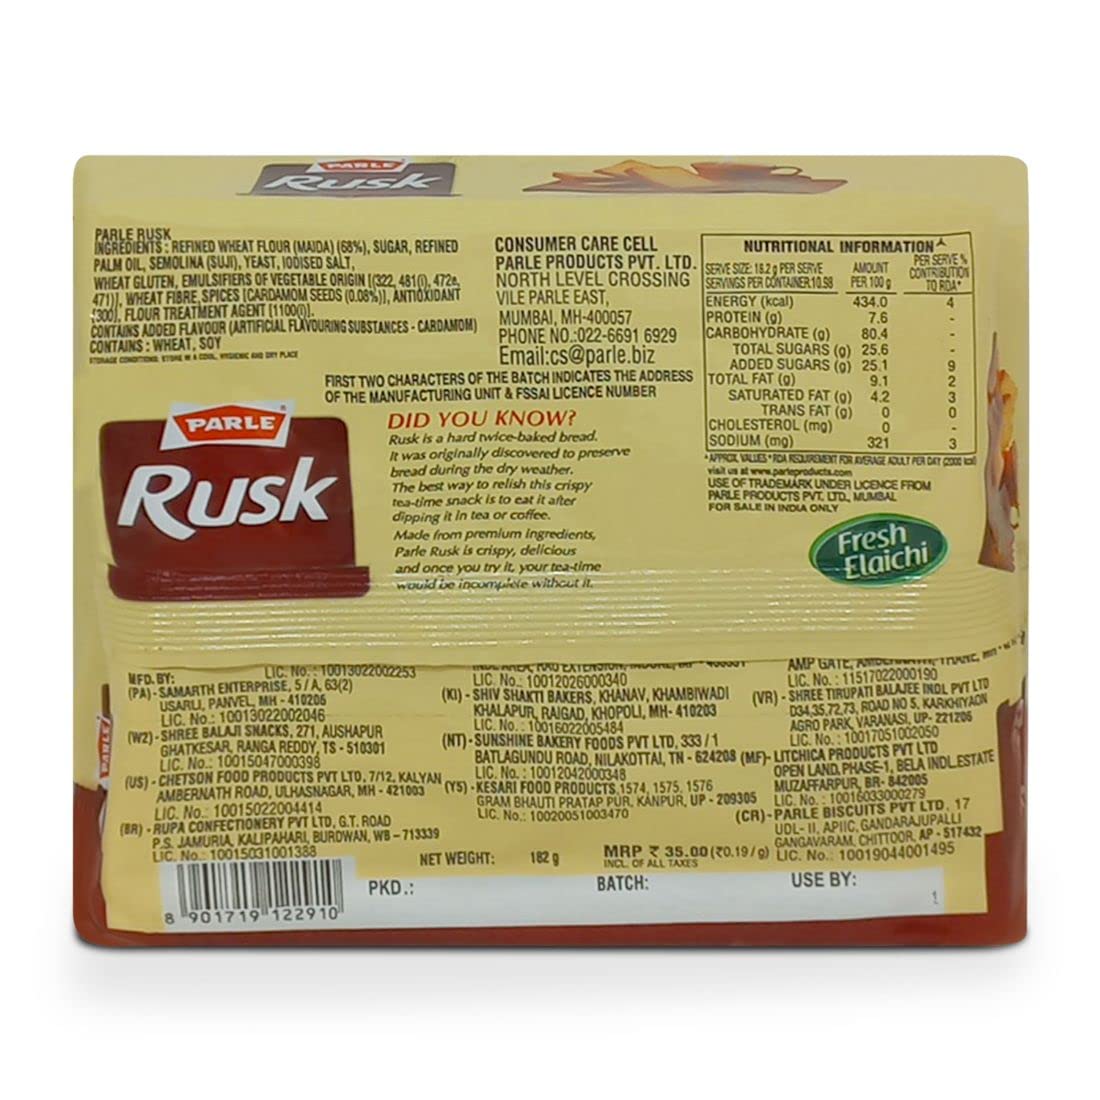 PARLE
Rusk
PARLE RUSK
INGREDIENTS : REFINED WHEAT FLOUR (MAIDA) (68%), SUGAR, REFINED
PALM OIL, SEMOLINA (SUJI), YEAST, IODISED SALT,
WHEAT GLUTEN, EMULSIFIERS OF VEGETABLE ORIGIN [(322, 481(i), 472e,
471)], WHEAT FIBRE, SPICES [CARDAMOM SEEDS (0.08%)], ANTIOXIDANT
(300), FLOUR TREATMENT AGENT [1100(i)].
CONTAINS ADDED FLAVOUR (ARTIFICIAL FLAVOURING SUBSTANCES - CARDAMOM)
CONTAINS : WHEAT, SOY
STORAGE CONDITIONS: STORE IN A COOL, HYGIENIC AND DRY PLACE
CONSUMER CARE CELL
PARLE PRODUCTS PVT. LTD.
NORTH LEVEL CROSSING
VILE PARLE EAST,
MUMBAI, MH-400057
PHONE NO.:022-6691 6929
Email:cs@parle.biz
FIRST TWO CHARACTERS OF THE BATCH INDICATES THE ADDRESS
OF THE MANUFACTURING UNIT & FSSAI LICENCE NUMBER
NUTRITIONAL INFORMATION
SERVE SIZE: 18.2 g PER SERVE
SERVINGS PER CONTAINER:10.SB
AMOUNT
PER 100 g
PER SERVE %
CONTRIBUTION
TO RDA*
ENERGY (kcal) 434.0 4
PROTEIN (g) 7.6 -
CARBOHYDRATE (g) 80.4 -
TOTAL SUGARS (g) 25.6 -
ADDED SUGARS (g) 25.1 9
TOTAL FAT (g) 9.1 2
SATURATED FAT (g) 4.2 3
TRANS FAT (g) 0 0
CHOLESTEROL (mg) 0 -
SODIUM (mg) 321 3
*APPROX. VALUES *RDA REQUIREMENT FOR AVERAGE ADULT PER DAY (2000 kcal)
visit us at www.parleproducts.com
USE OF TRADEMARK UNDER LICENCE FROM
PARLE PRODUCTS PVT. LTD., MUMBAI.
FOR SALE IN INDIA ONLY
PARLE
Rusk
DID YOU KNOW?
Rusk is a hard twice-baked bread.
It was originally discovered to preserve
bread during the dry weather.
The best way to relish this crispy
tea-time snack is to eat it after
dipping it in tea or coffee.
Made from premium ingredients,
Parle Rusk is crispy, delicious
and once you try it, your tea-time
would be incomplete without it.
Fresh
Elaichi
MFD. BY: LIC. No. : 10013022002253
(PA) - SAMARTH ENTERPRISE, 5 / A, 63(2)
USARLI, PANVEL, MH - 410206
LIC. No.: 10013022002046
(W2) - SHREE BALAJI SNACKS, 271, AUSHAPUR
GHATKESAR, RANGA REDDY, TS - 510301
LIC. No.: 10015047000398
(US) - CHETSON FOOD PRODUCTS PVT LTD, 7/12, KALYAN
AMBERNATH ROAD, ULHASNAGAR, MH - 421003
LIC. No.: 10015022004414
(BR) - RUPA CONFECTIONERY PVT LTD, G.T. ROAD
P.S. JAMURIA, KALIPAHARI, BURDWAN, WB – 713339
LIC. No.: 10015031001388
LIC. No.: 10012026000340
(KI) - SHIV SHAKTI BAKERS, KHANAV, KHAMBIWADI
KHALAPUR, RAIGAD, KHOPOLI, MH- 410203
LIC. No.: 10016022005484
(NT) - SUNSHINE BAKERY FOODS PVT LTD, 333 / 1
BATLAGUNDU ROAD, NILAKOTTAI, TN - 624208
LIC. No. : 10012042000348
(Y5) - KESARI FOOD PRODUCTS, 1574, 1575, 1576
GRAM BHAUTI PRATAP PUR, KANPUR, UP - 209305
LIC. No.: 10020051003470
LIC. No.: 11517022000190
(VR) - SHREE TIRUPATI BALAJEE INDL PVT LTD
D34,35,72,73, ROAD NO 5, KARKHIYAON
AGRO PARK, VARANASI, UP- 221206
LIC. No.: 10017051002050
(MF)- LITCHICA PRODUCTS PVT LTD
OPEN LAND, PHASE-1, BELA INDL.ESTATE
MUZAFFARPUR, BR- 842005
LIC. No. : 10016033000279
(CR) - PARLE BISCUITS PVT LTD. 17
UDL- II, APIIC, GANDARAJUPALLI
GANGAVARAM, CHITTOOR, AP - 517432
LIC. No.: 10019044001495
NET WEIGHT: 182 g
MRP ₹ 35.00 (₹0.19 / g)
INCL. OF ALL TAXES
PKD.: BATCH: USE BY:
8 901719 122910
PARLE